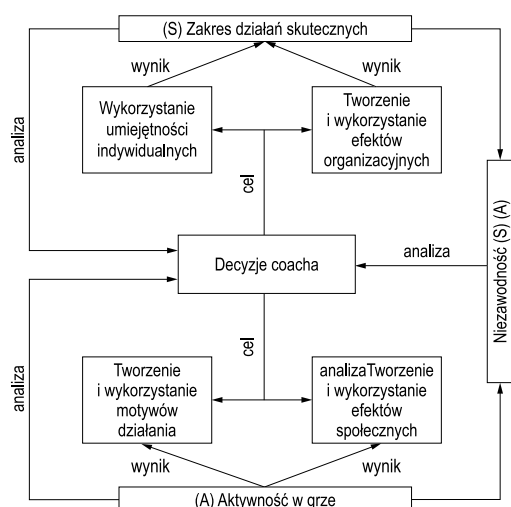 (S) Zakres działań skutecznych
wynik
wynik
Wykorzystanie
umiejętności
indywidualnych
Tworzenie
i wykorzystanie
efektów
organizacyjnych
analiza
cel
Niezawodność (S) (A)
Decyzje coacha
analiza
cel
analiza
Tworzenie
i wykorzystanie
motywów
działania
analizaTworzenie
i wykorzystanie
efektów
społecznych
wynik
wynik
(A) Aktywność w grze